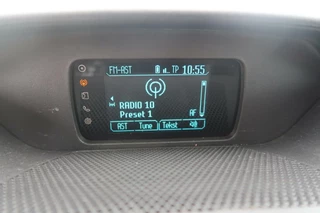 FM-AST TP 10:55
RADIO 10
Preset 1 AF
AST Tune Tekst